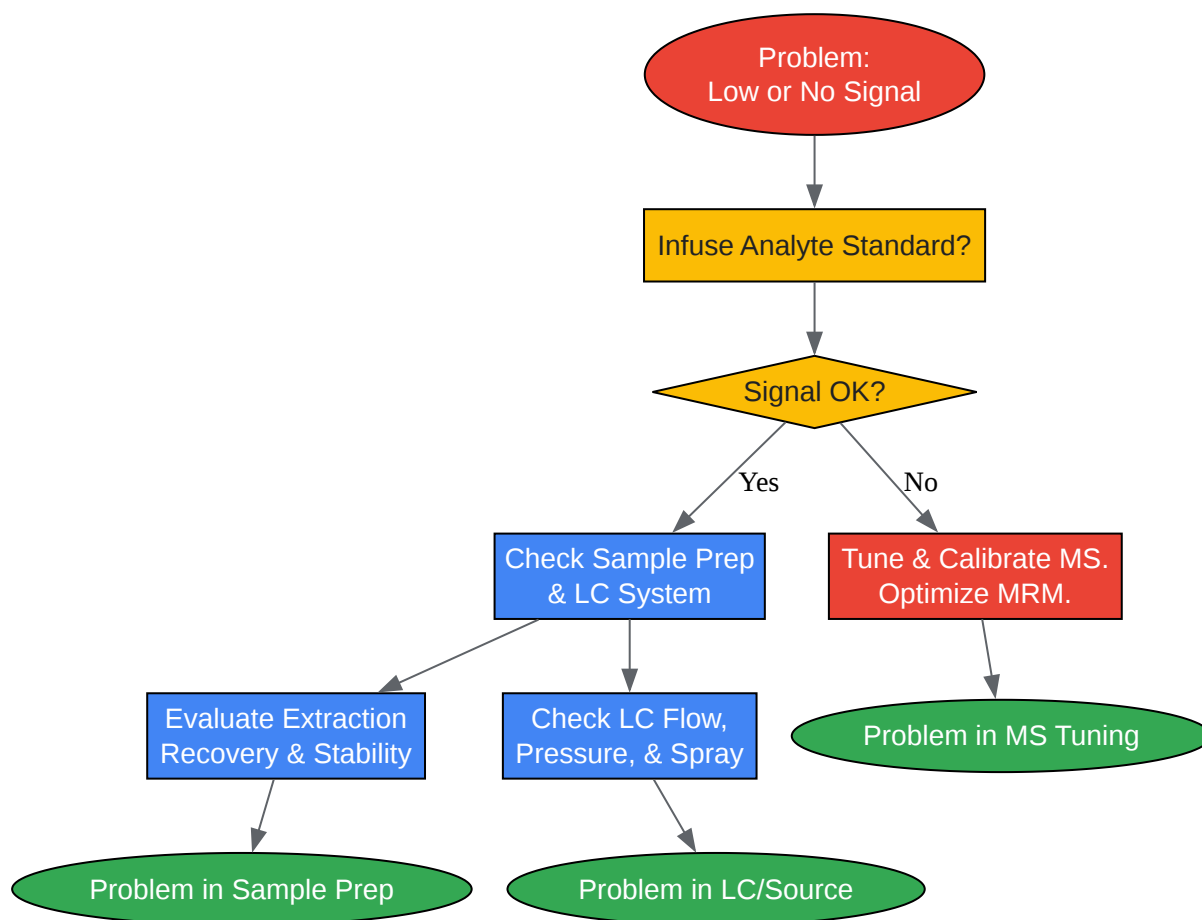 Problem:
Low or No Signal
Infuse Analyte Standard?
Signal OK?
Yes
No
Check Sample Prep
& LC System
Tune & Calibrate MS.
Optimize MRM.
Evaluate Extraction
Recovery & Stability
Check LC Flow,
Pressure, & Spray
Problem in MS Tuning
Problem in Sample Prep
Problem in LC/Source